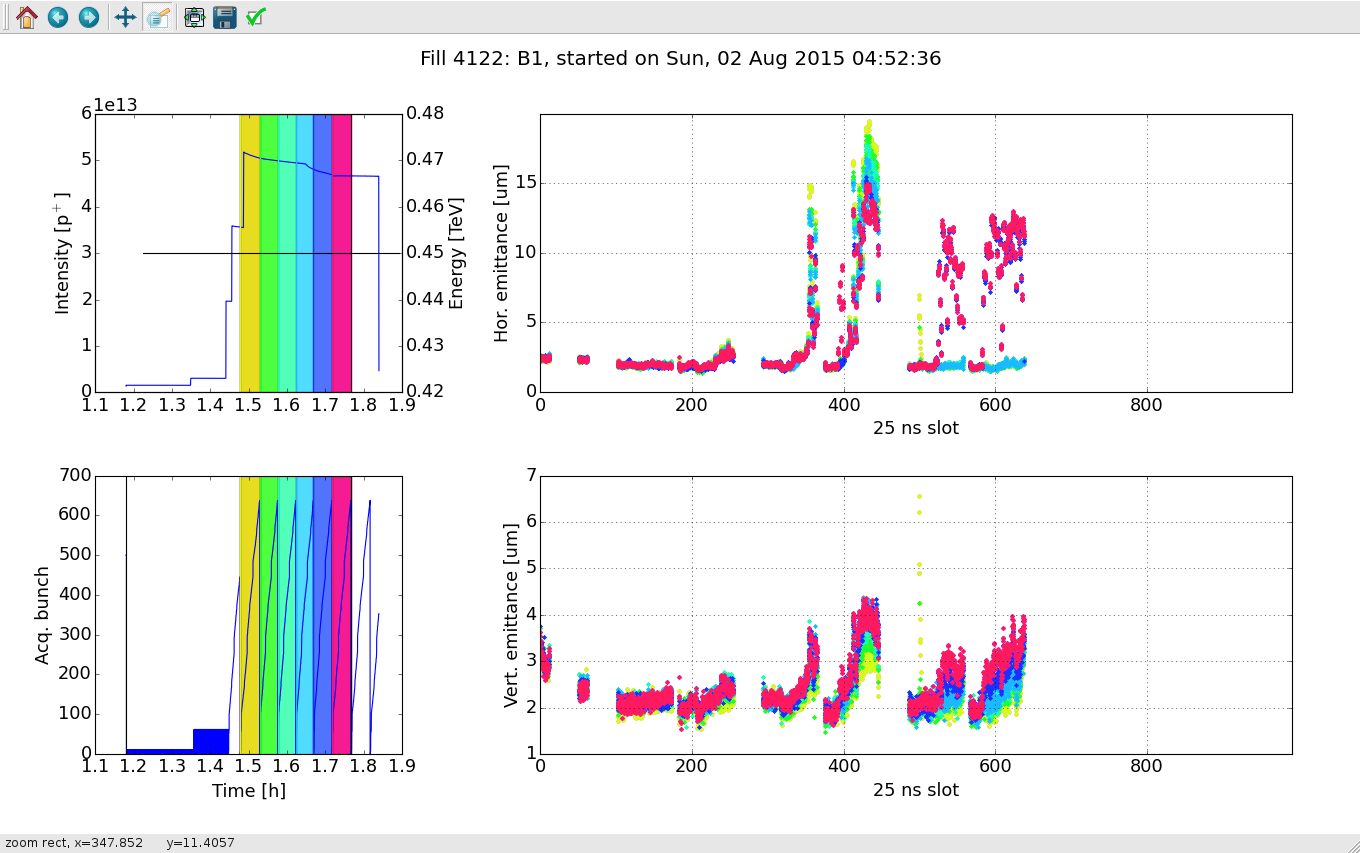 Fill 4122: B1, started on Sun, 02 Aug 2015 04:52:36
1e13
6
5
4
3
2
1
0
Intensity [p+]
0.48
0.47
0.46
0.45
0.44
0.43
0.42
Energy [TeV]
1.1 1.2 1.3 1.4 1.5 1.6 1.7 1.8 1.9
15
10
5
0
Hor. emittance [um]
0 200 400 600 800
25 ns slot
700
600
500
400
300
200
100
0
Acq. bunch
1.1 1.2 1.3 1.4 1.5 1.6 1.7 1.8 1.9
Time [h]
7
6
5
4
3
2
1
Vert. emittance [um]
0 200 400 600 800
25 ns slot
zoom rect, x=347.852 y=11.4057